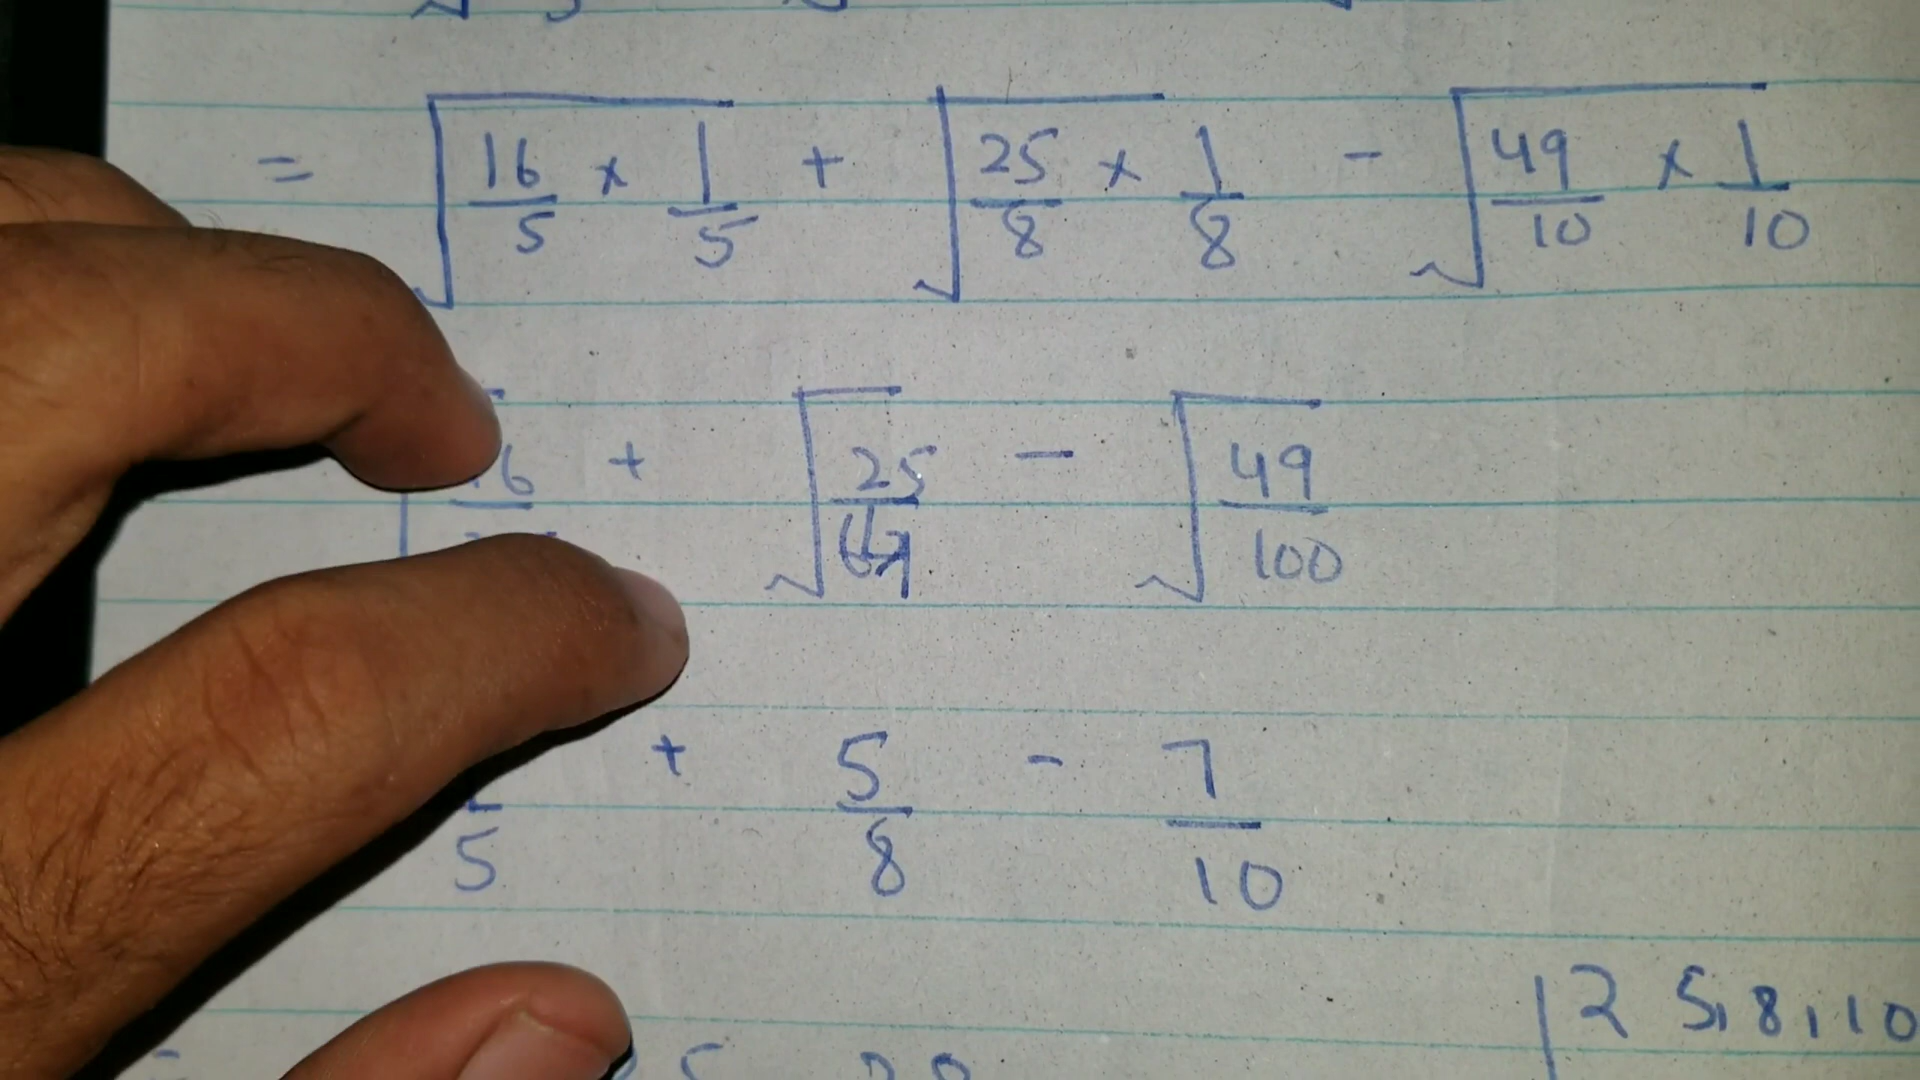 = √(16/5 × 1/5) + √(25/8 × 1/8) - √(49/10 × 1/10)
+ √(25/64) - √(49/100)
/5 + 5/8 - 7/10
2 5,8,10